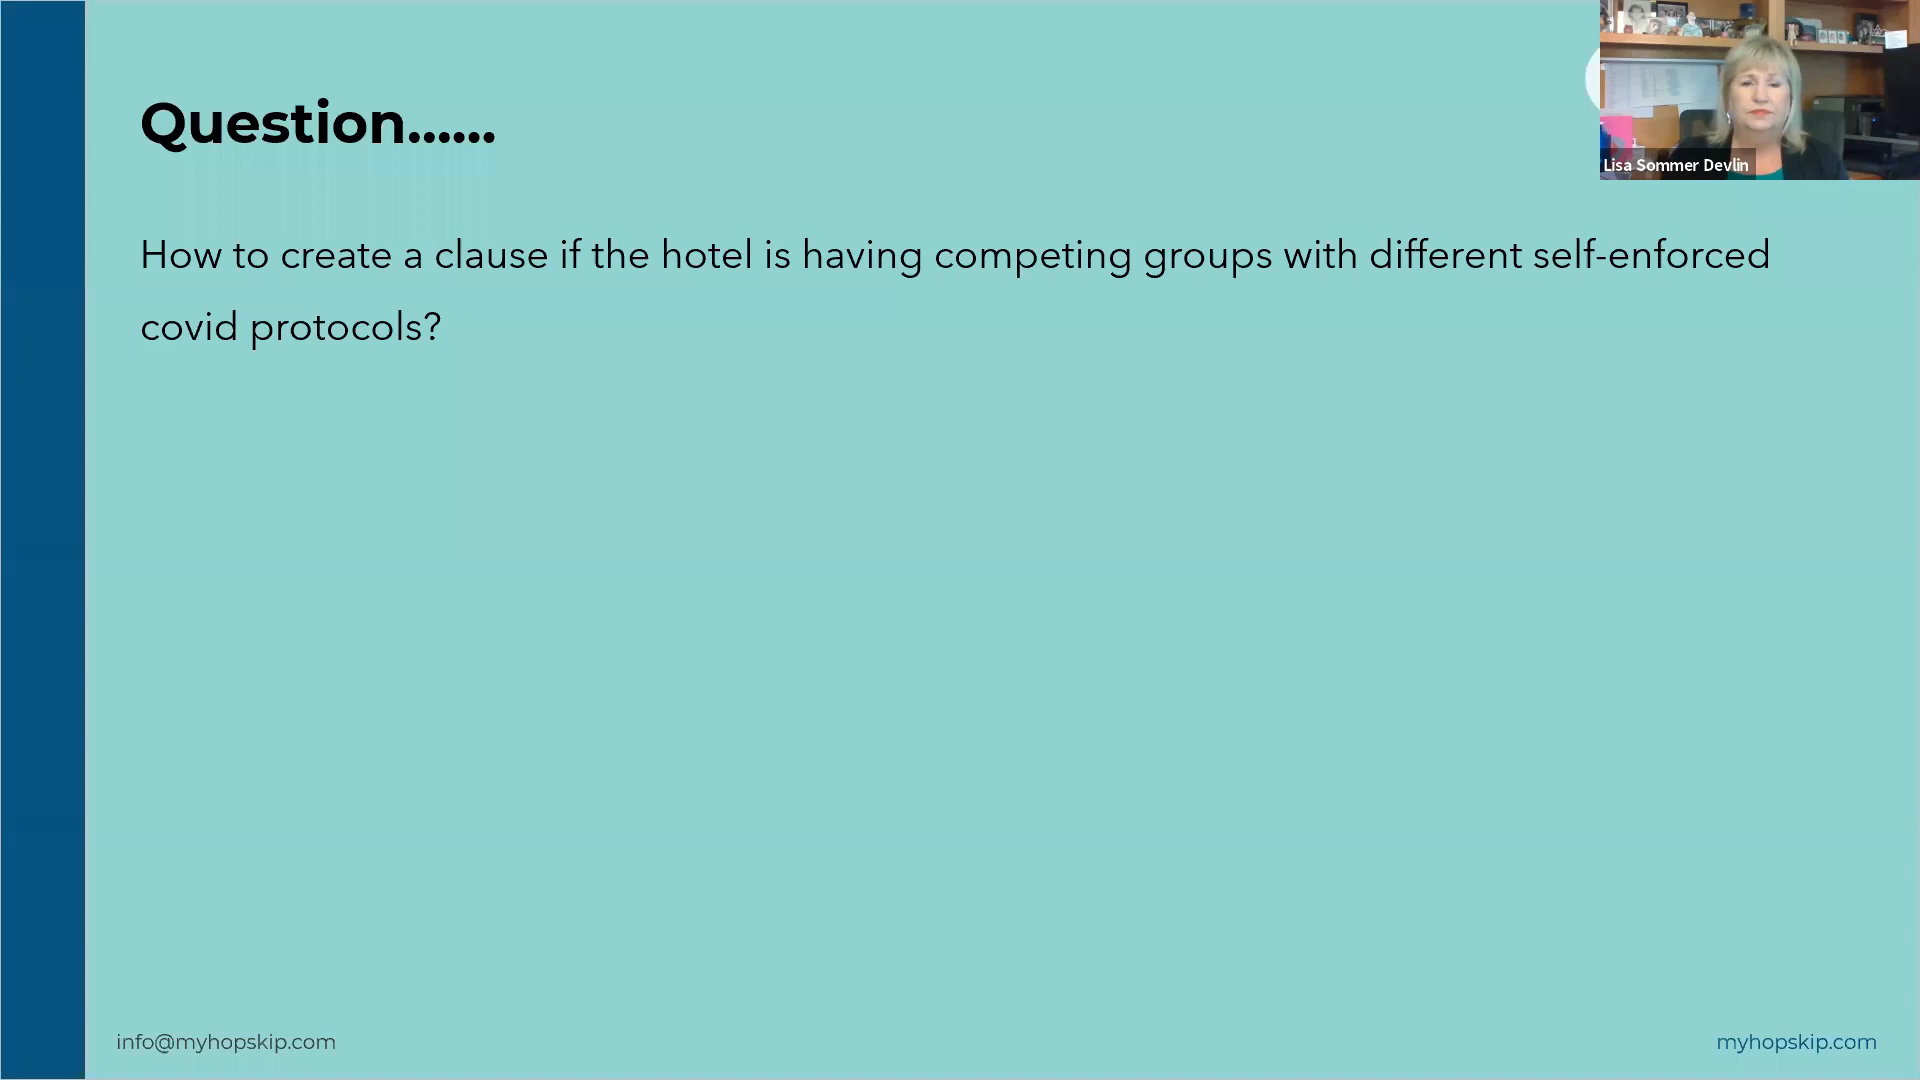 Question......
Lisa Sommer Devlin
How to create a clause if the hotel is having competing groups with different self-enforced
covid protocols?
info@myhopskip.com
myhopskip.com